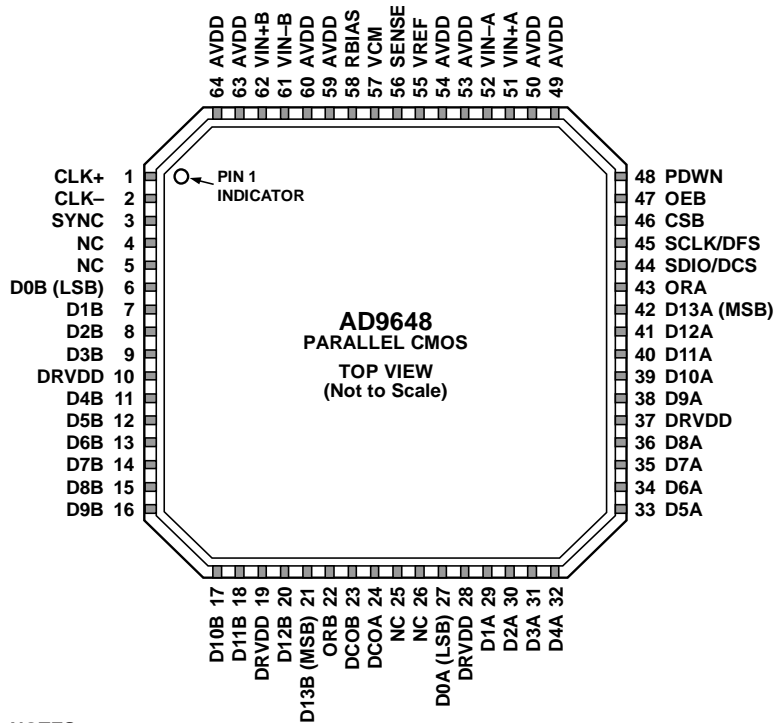 64 AVDD
63 AVDD
62 VIN+B
61 VIN–B
60 AVDD
59 AVDD
58 RBIAS
57 VCM
56 SENSE
55 VREF
54 AVDD
53 AVDD
52 VIN–A
51 VIN+A
50 AVDD
49 AVDD
CLK+ 1
CLK– 2
SYNC 3
NC 4
NC 5
D0B (LSB) 6
D1B 7
D2B 8
D3B 9
DRVDD 10
D4B 11
D5B 12
D6B 13
D7B 14
D8B 15
D9B 16
PIN 1
INDICATOR
AD9648
PARALLEL CMOS
TOP VIEW
(Not to Scale)
48 PDWN
47 OEB
46 CSB
45 SCLK/DFS
44 SDIO/DCS
43 ORA
42 D13A (MSB)
41 D12A
40 D11A
39 D10A
38 D9A
37 DRVDD
36 D8A
35 D7A
34 D6A
33 D5A
D10B 17
D11B 18
DRVDD 19
D12B 20
D13B (MSB) 21
ORB 22
DCOB 23
DCOA 24
NC 25
NC 26
D0A (LSB) 27
DRVDD 28
D1A 29
D2A 30
D3A 31
D4A 32